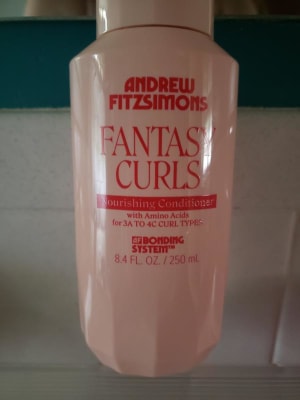 ANDREW
FITZSIMONS
FANTASY
CURLS
Nourishing Conditioner
with Amino Acids
for 3A TO 4C CURL TYPES
AF BONDING
SYSTEM™
8.4 FL. OZ. / 250 mL